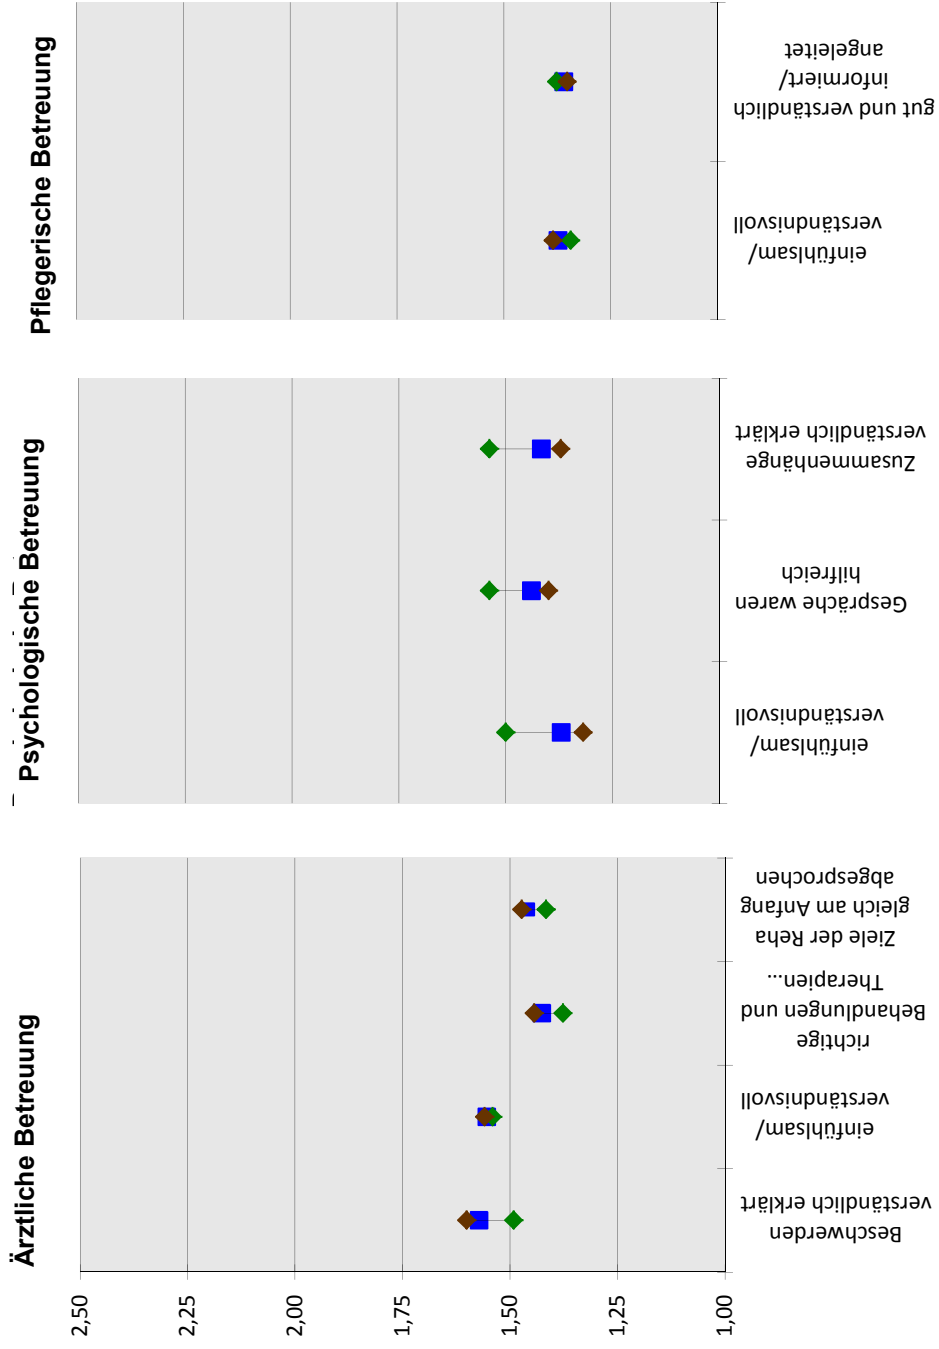 Ärztliche Betreuung
2,50
2,25
2,00
1,75
1,50
1,25
1,00
Beschwerden
verständlich erklärt
einfühlsam/
verständnisvoll
richtige
Behandlungen und
Therapien...
Ziele der Reha
gleich am Anfang
abgesprochen
Psychologische Betreuung
einfühlsam/
verständnisvoll
Gespräche waren
hilfreich
Zusammenhänge
verständlich erklärt
Pflegerische Betreuung
einfühlsam/
verständnisvoll
gut und verständlich
informiert/
angeleitet